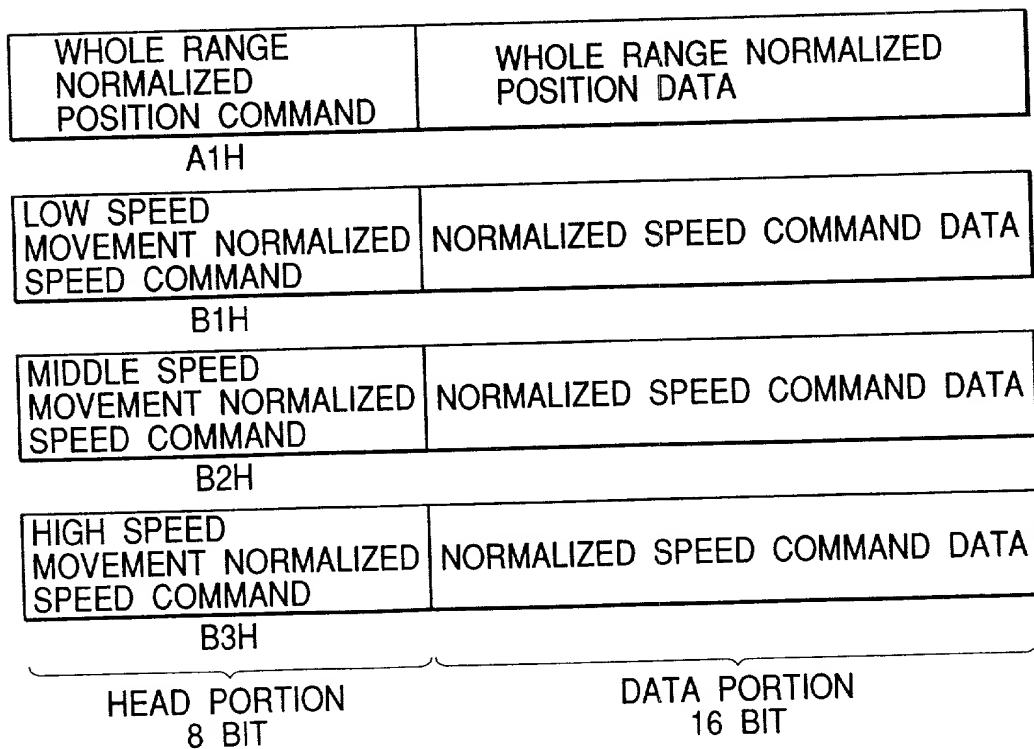 WHOLE RANGE
NORMALIZED
POSITION COMMAND
WHOLE RANGE NORMALIZED
POSITION DATA
A1H
LOW SPEED
MOVEMENT NORMALIZED
SPEED COMMAND
NORMALIZED SPEED COMMAND DATA
B1H
MIDDLE SPEED
MOVEMENT NORMALIZED
SPEED COMMAND
NORMALIZED SPEED COMMAND DATA
B2H
HIGH SPEED
MOVEMENT NORMALIZED
SPEED COMMAND
NORMALIZED SPEED COMMAND DATA
B3H
HEAD PORTION
8 BIT
DATA PORTION
16 BIT